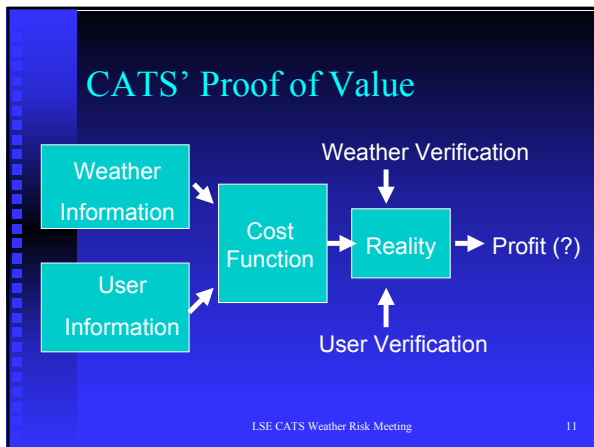 CATS' Proof of Value
Weather
Information
User
Information
Cost
Function
Weather Verification
Reality
User Verification
Profit (?)
LSE CATS Weather Risk Meeting
11